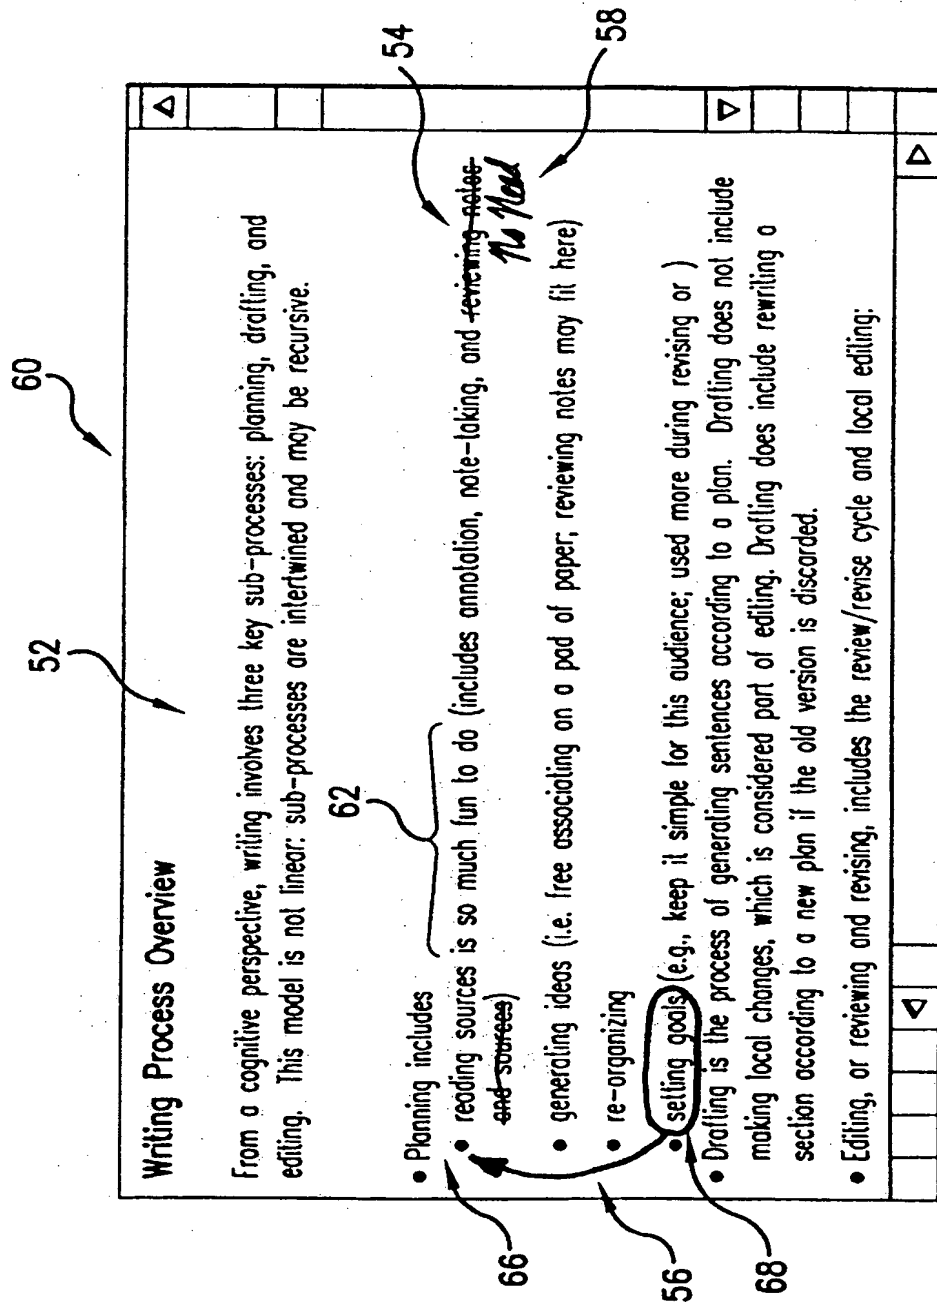 60
52
Writing Process Overview
From a cognitive perspective, writing involves three key sub-processes: planning, drafting, and
editing. This model is not linear: sub-processes are intertwined and may be recursive.
62
54
• Planning includes
• reading sources is so much fun to do (includes annotation, note-taking, and reviewing notes
and sources)
No Need
58
66
• generating ideas (i.e. free associating on a pad of paper; reviewing notes may fit here)
• re-organizing
56
• setting goals (e.g., keep it simple for this audience; used more during revising or )
68
• Drafting is the process of generating sentences according to a plan. Drafting does not include
making local changes, which is considered part of editing. Drafting does include rewriting a
section according to a new plan if the old version is discarded.
• Editing, or reviewing and revising, includes the review/revise cycle and local editing: